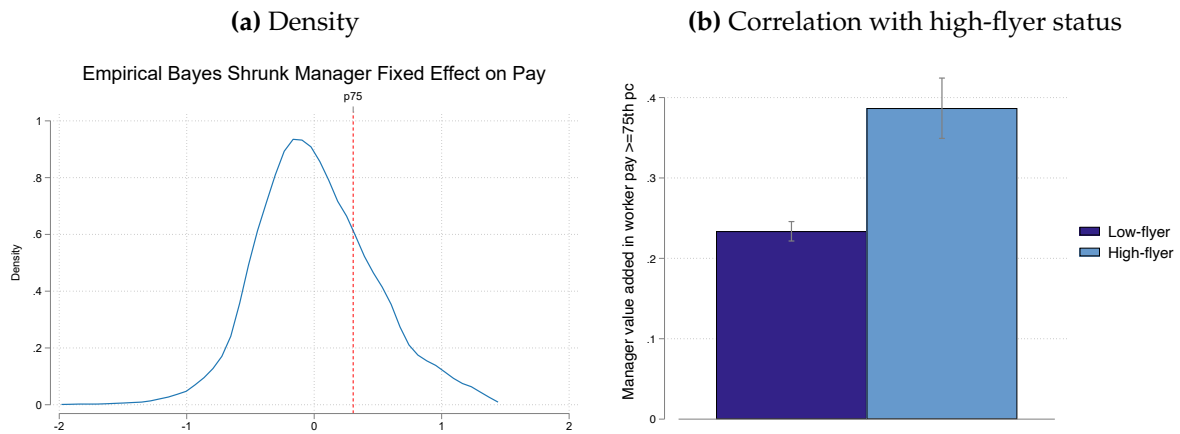 (a) Density
Empirical Bayes Shrunk Manager Fixed Effect on Pay
p75
Density
1
.8
.6
.4
.2
0
-2
-1
0
1
2
(b) Correlation with high-flyer status
Manager value added in worker pay >=75th pc
.4
.3
.2
.1
0
Low-flyer
High-flyer